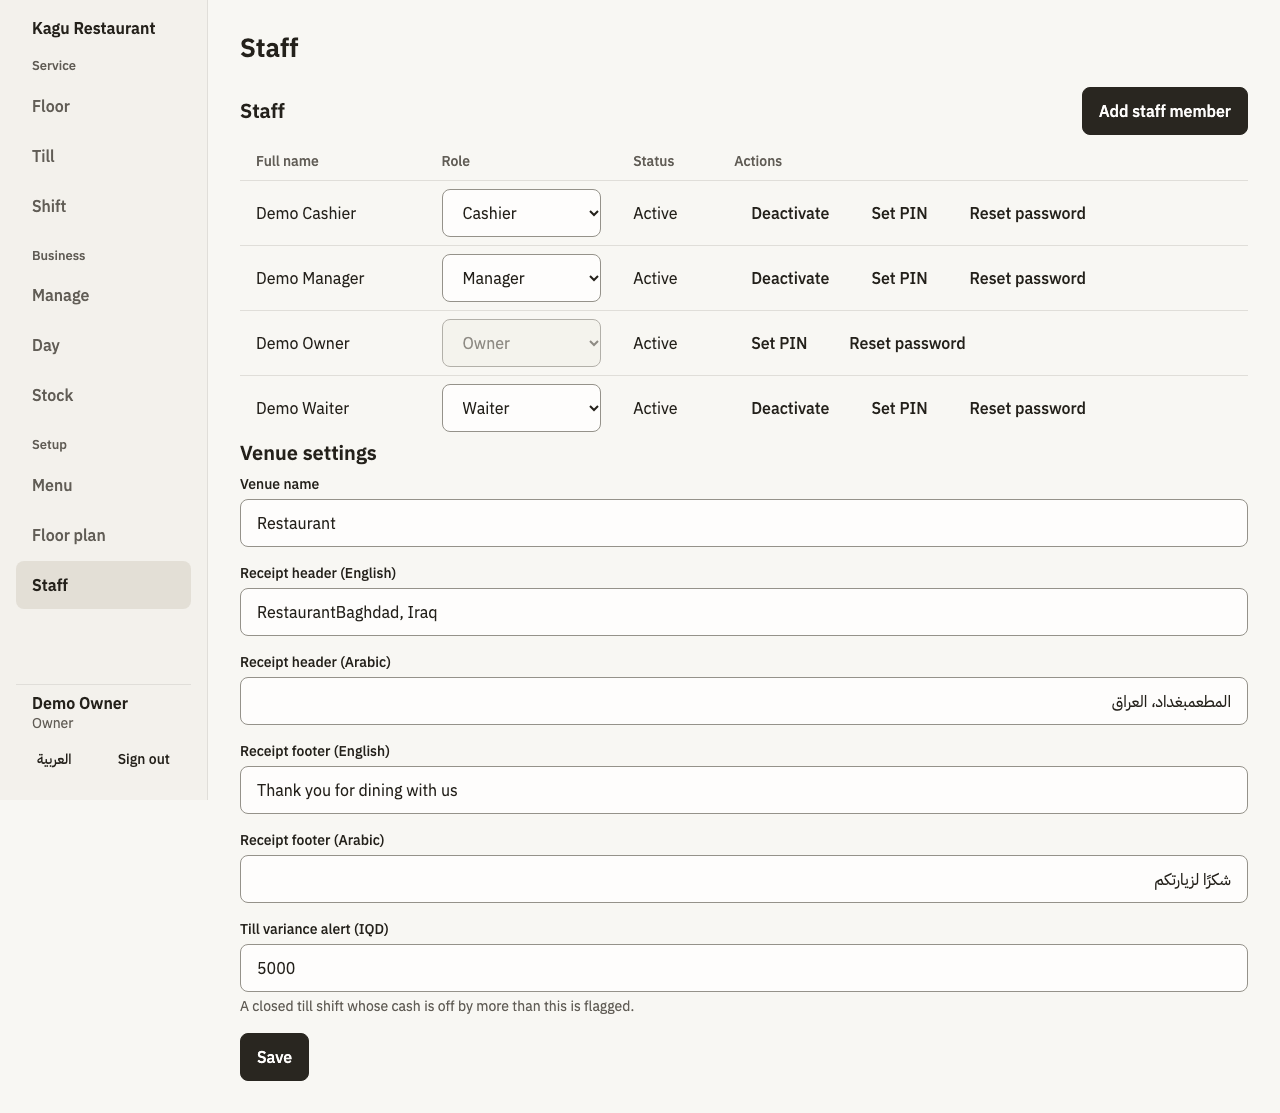 Kagu Restaurant
Service
Floor
Till
Shift
Business
Manage
Day
Stock
Setup
Menu
Floor plan
Staff
Demo Owner
Owner
العربية Sign out
Staff
Staff Add staff member
Full name Role Status Actions
Demo Cashier Cashier Active Deactivate Set PIN Reset password
Demo Manager Manager Active Deactivate Set PIN Reset password
Demo Owner Owner Active Set PIN Reset password
Demo Waiter Waiter Active Deactivate Set PIN Reset password
Venue settings
Venue name
Restaurant
Receipt header (English)
RestaurantBaghdad, Iraq
Receipt header (Arabic)
المطعمبغداد، العراق
Receipt footer (English)
Thank you for dining with us
Receipt footer (Arabic)
شكرًا لزيارتكم
Till variance alert (IQD)
5000
A closed till shift whose cash is off by more than this is flagged.
Save